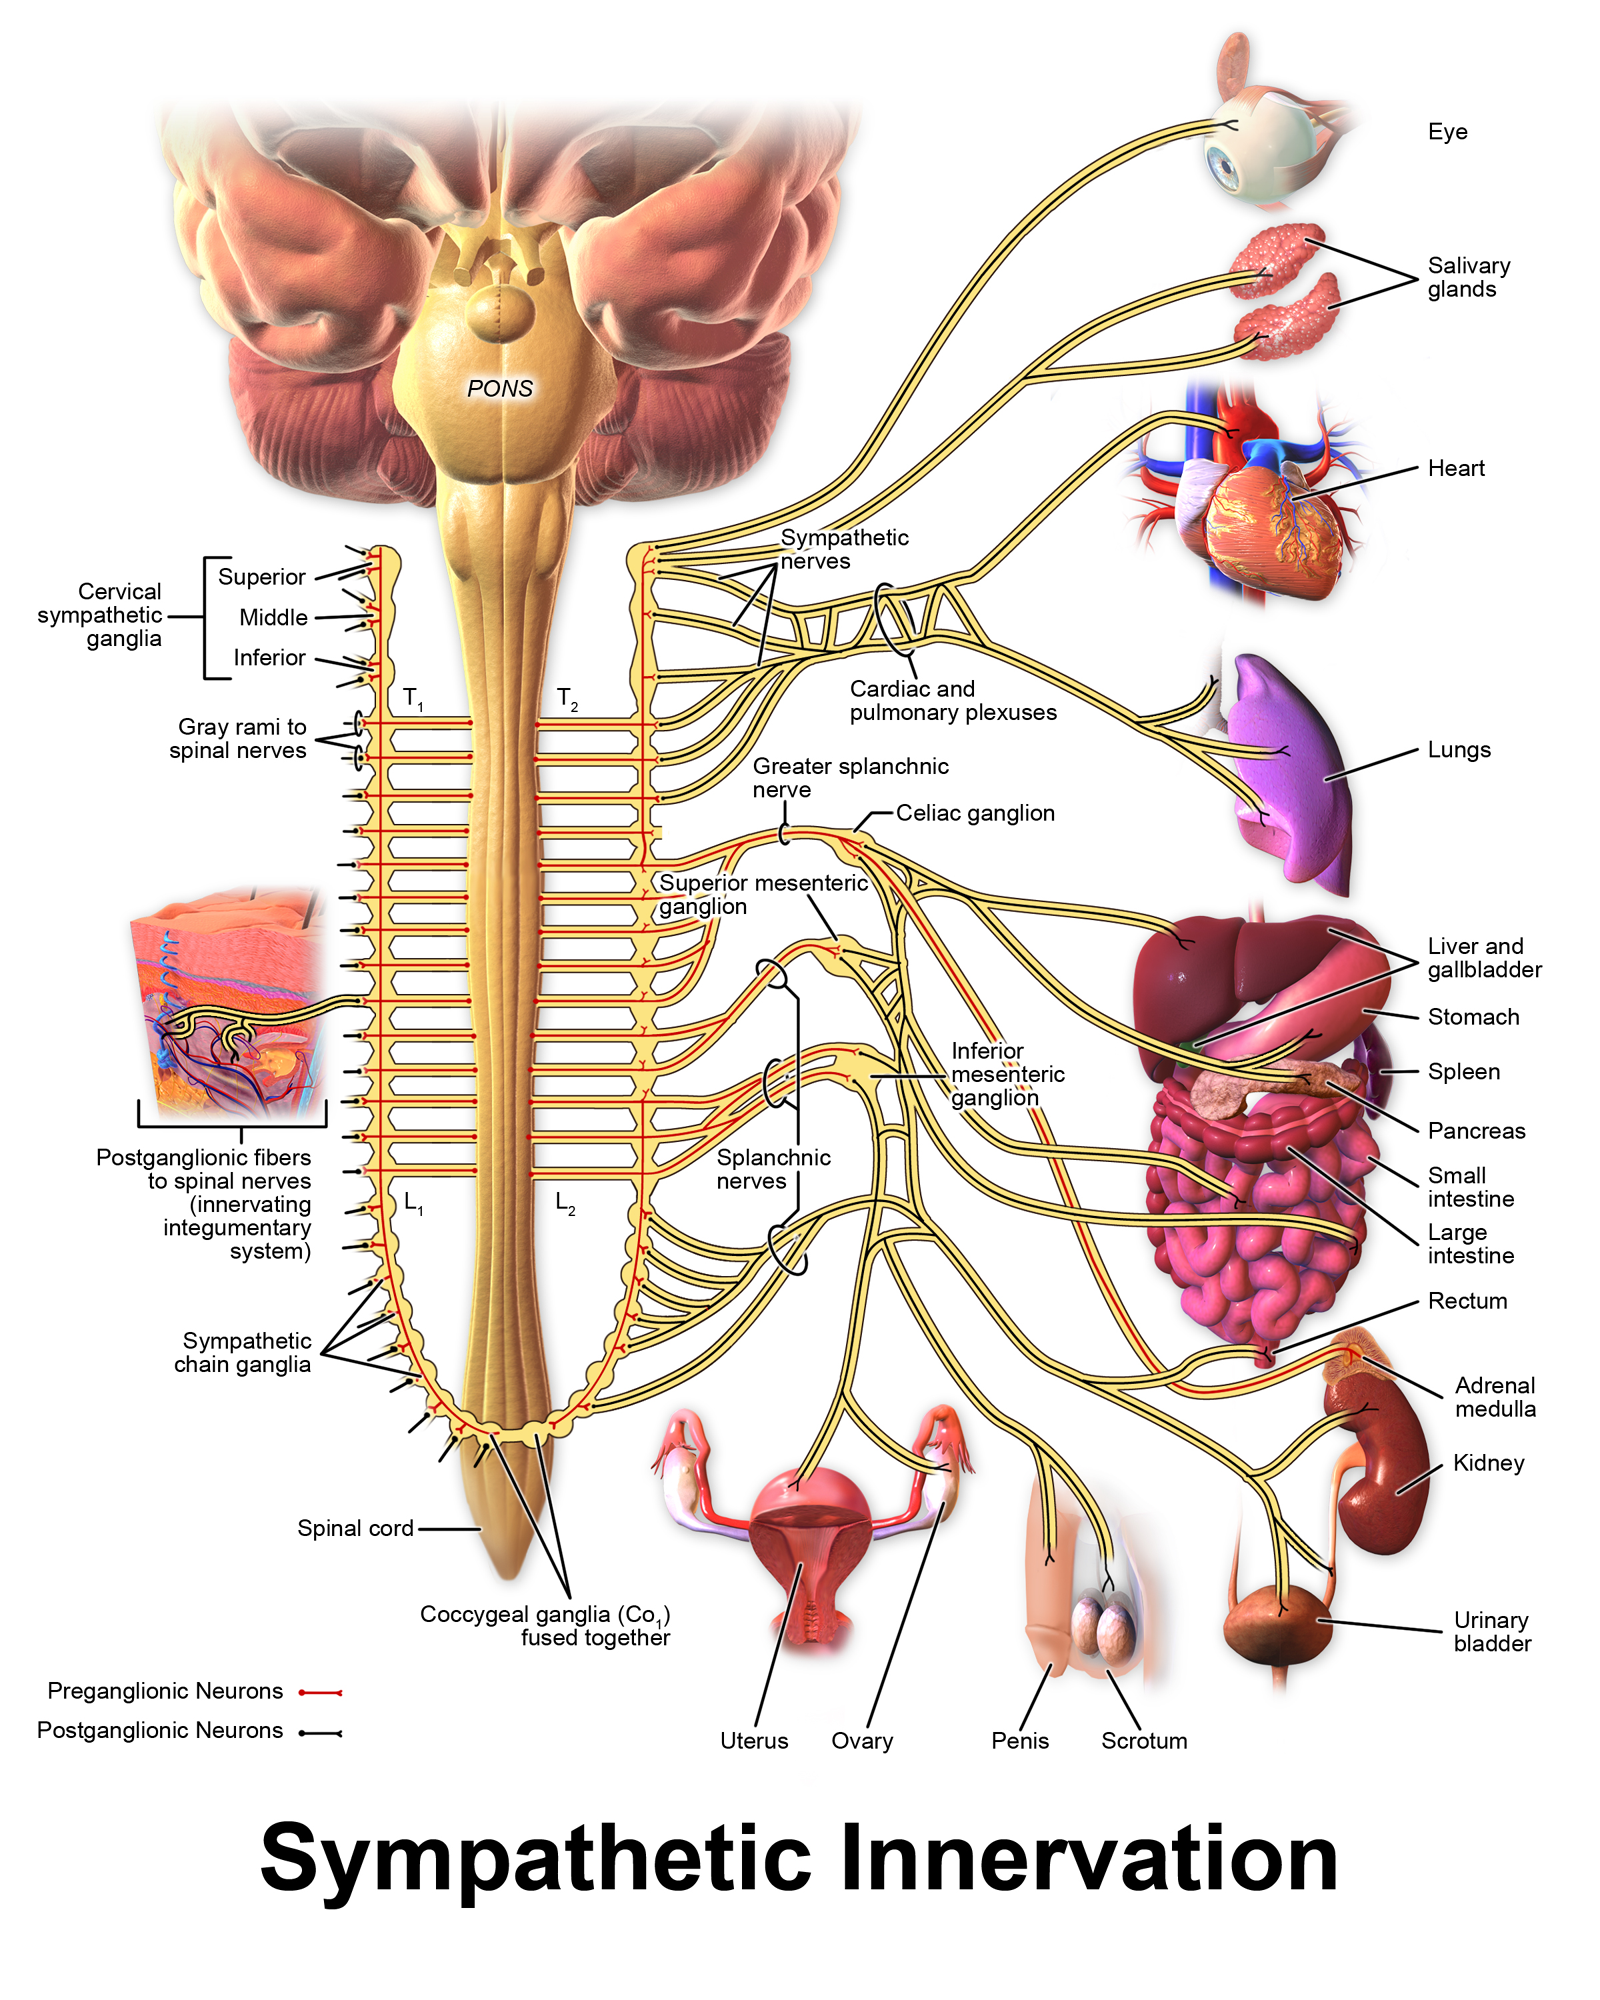 Eye
Salivary
glands
PONS
Heart
Sympathetic
nerves
Cervical
sympathetic
ganglia
Superior
Middle
Inferior
T1
T2
Cardiac and
pulmonary plexuses
Gray rami to
spinal nerves
Lungs
Greater splanchnic
nerve
Celiac ganglion
Superior mesenteric
ganglion
Liver and
gallbladder
Stomach
Inferior
mesenteric
ganglion
Spleen
Pancreas
Postganglionic fibers
to spinal nerves
(innervating
integumentary
system)
Splanchnic
nerves
Small
intestine
L1
L2
Large
intestine
Rectum
Sympathetic
chain ganglia
Adrenal
medulla
Kidney
Spinal cord
Coccygeal ganglia (Co1)
fused together
Urinary
bladder
Preganglionic Neurons
Postganglionic Neurons
Uterus
Ovary
Penis
Scrotum
Sympathetic Innervation